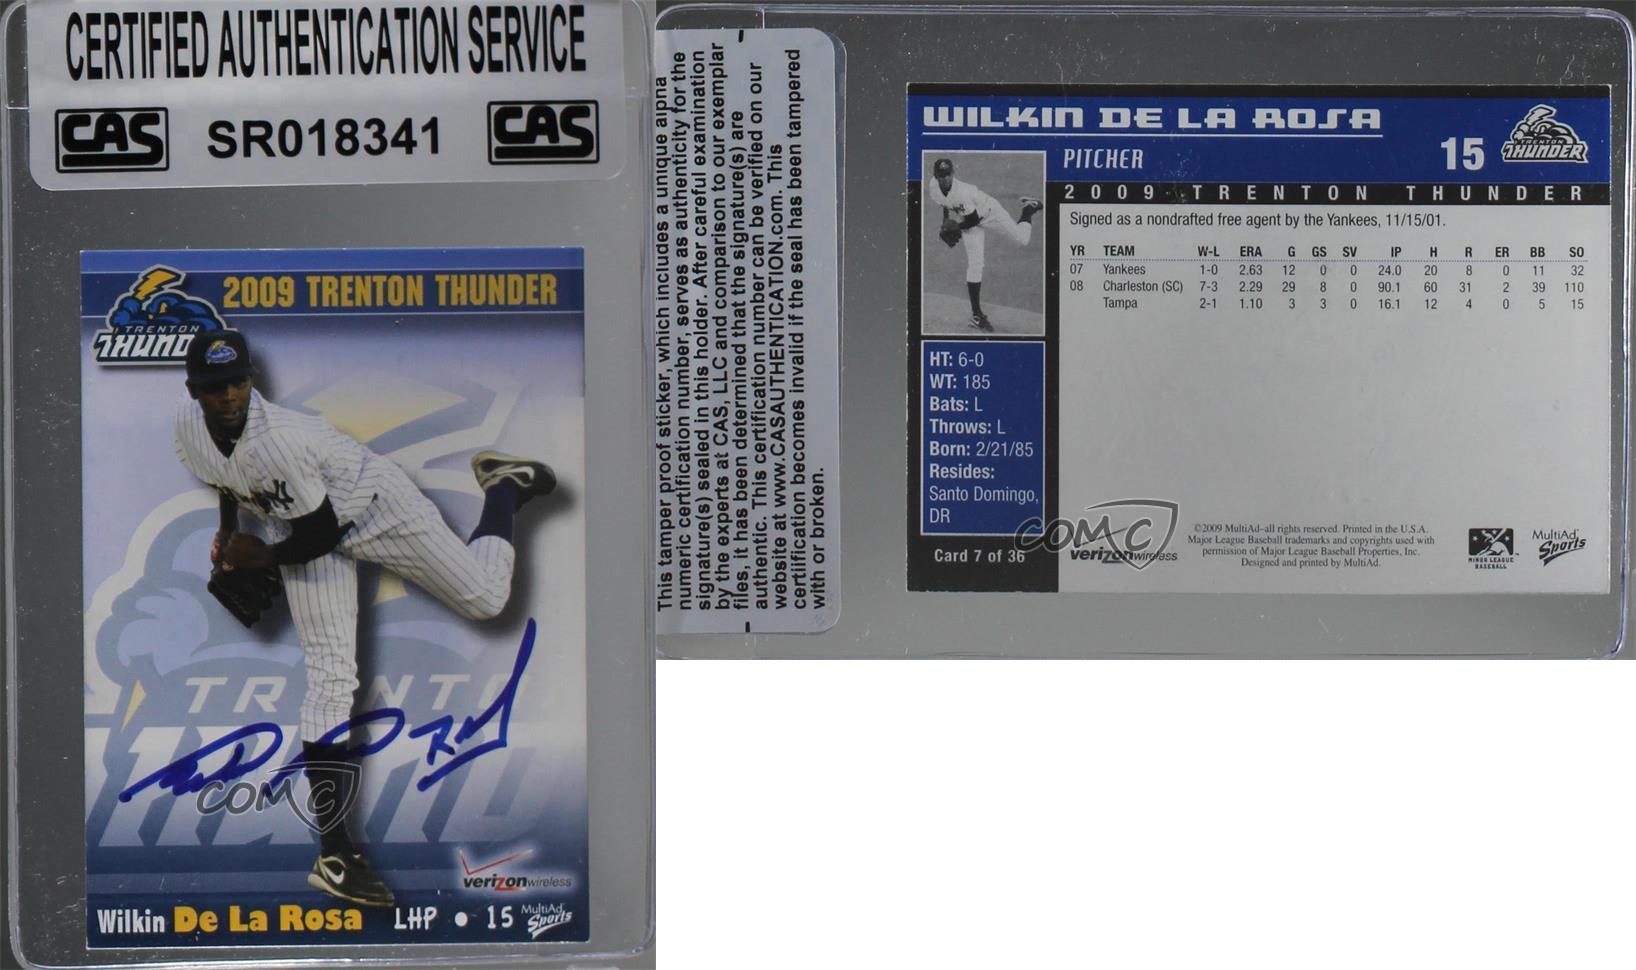 CERTIFIED AUTHENTICATION SERVICE
CAS SR018341 CAS
2009 TRENTON THUNDER
TRENTON
THUND
TRENTO
COMC
verizonwireless
Wilkin De La Rosa LHP • 15 MultiAd Sports
This tamper proof sticker, which includes a unique alpha
numeric certification number, serves as authenticity for the
signature(s) sealed in this holder. After careful examination
by the experts at CAS, LLC and comparison to our exemplar
files, it has been determined that the signature(s) are
authentic. This certification number can be verified on our
website at www.CASAUTHENTICATION.com. This
certiification becomes invalid if the seal has been tampered
with or broken.
WILKIN DE LA ROSA
PITCHER
15
TRENTON
THUNDER
2009 TRENTON THUNDER
Signed as a nondrafted free agent by the Yankees, 11/15/01.
YR TEAM W-L ERA G GS SV IP H R ER BB SO
07 Yankees 1-0 2.63 12 0 0 24.0 20 8 0 11 32
08 Charleston (SC) 7-3 2.29 29 8 0 90.1 60 31 2 39 110
Tampa 2-1 1.10 3 3 0 16.1 12 4 0 5 15
HT: 6-0
WT: 185
Bats: L
Throws: L
Born: 2/21/85
Resides:
Santo Domingo,
DR
Card 7 of 36
COMC
verizonwireless
©2009 MultiAd–all rights reserved. Printed in the U.S.A.
Major League Baseball trademarks and copyrights used with
permission of Major League Baseball Properties, Inc.
Designed and printed by MultiAd.
MINOR LEAGUE
BASEBALL
MultiAd
Sports